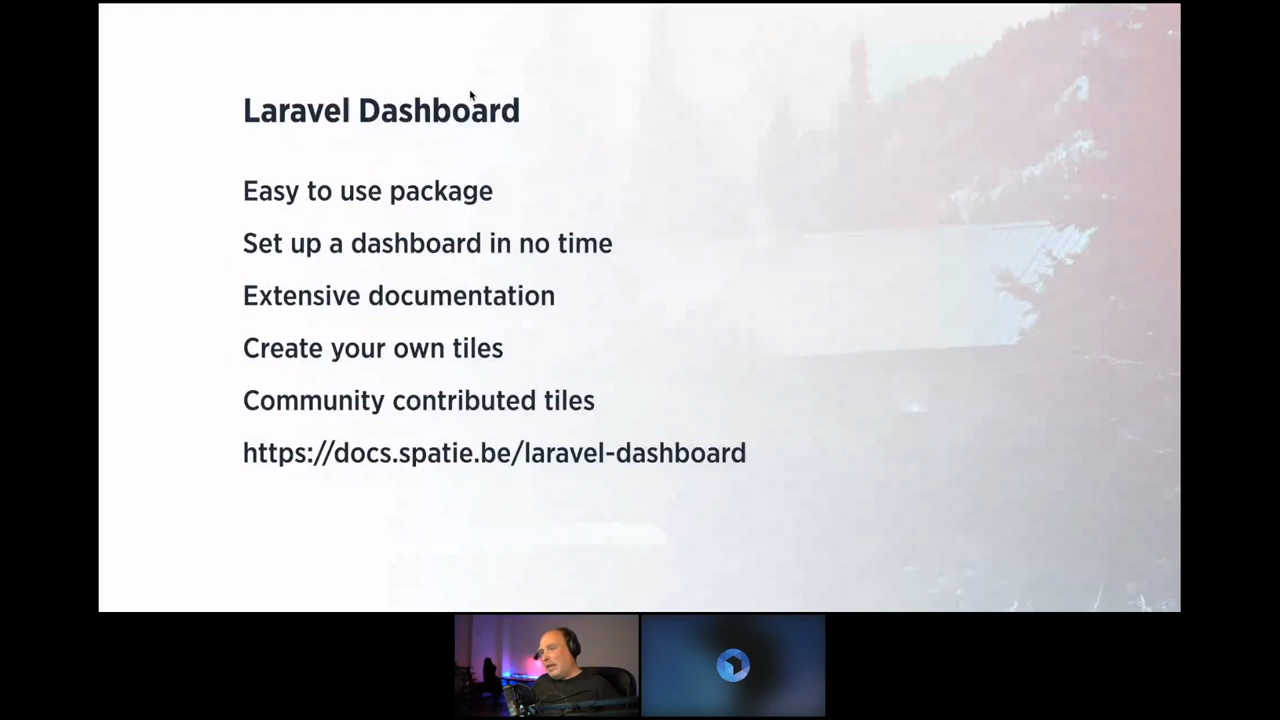 Laravel Dashboard
Easy to use package
Set up a dashboard in no time
Extensive documentation
Create your own tiles
Community contributed tiles
https://docs.spatie.be/laravel-dashboard